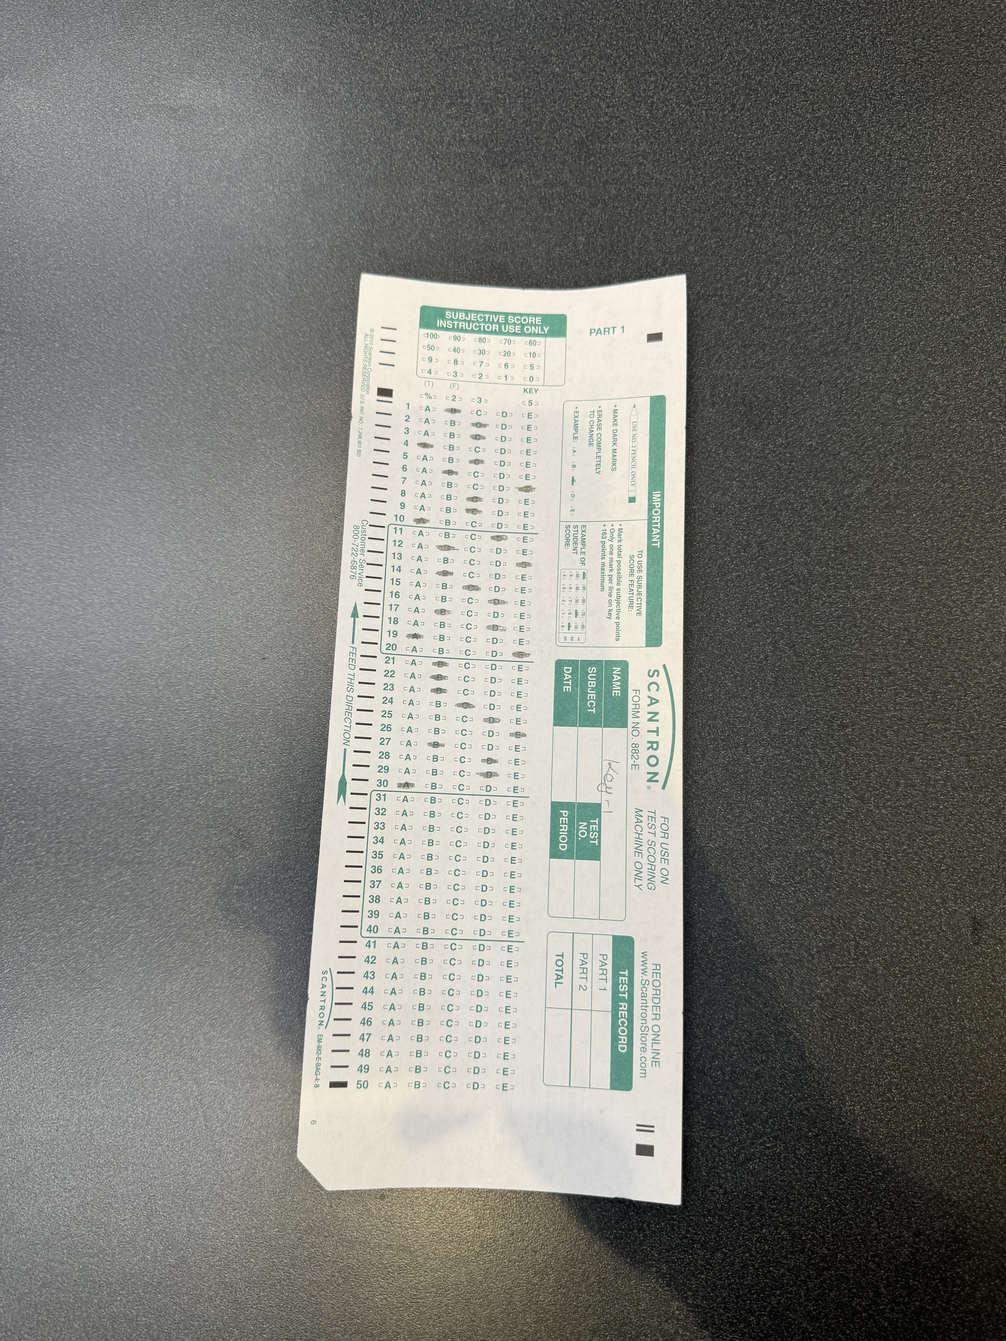 PART 1
SUBJECTIVE SCORE
INSTRUCTOR USE ONLY
100 90 80 70 60
50 40 30 20 10
9 8 7 6 5
4 3 2 1 0
(T) (F) KEY
% 2 3 5
1 A C D E
2 A B D E
3 A B D E
4 B C D E
5 A B D E
6 A C D E
7 A B C D
8 A B D E
9 A B D E
10 B C D E
11 A B C E
12 A C D E
13 A B C D
14 A C D E
15 A B D E
16 A B C E
17 A C D E
18 A B C E
19 B C D E
20 A B C D
21 A C D E
22 A C D E
23 A C D E
24 A B D E
25 A B C E
26 A B C D
27 A C D E
28 A B C E
29 A B C E
30 B C D E
31 A B C D E
32 A B C D E
33 A B C D E
34 A B C D E
35 A B C D E
36 A B C D E
37 A B C D E
38 A B C D E
39 A B C D E
40 A B C D E
41 A B C D E
42 A B C D E
43 A B C D E
44 A B C D E
45 A B C D E
46 A B C D E
47 A B C D E
48 A B C D E
49 A B C D E
50 A B C D E
IMPORTANT
USE NO. 2 PENCIL ONLY
• MAKE DARK MARKS
• ERASE COMPLETELY
TO CHANGE
• EXAMPLE: A B D E
TO USE SUBJECTIVE
SCORE FEATURE:
• Mark total possible subjective points
• Only one mark per line on key
• 163 points maximum
EXAMPLE OF
STUDENT
SCORE:
SCANTRON®
FORM NO. 882-E
FOR USE ON
TEST SCORING
MACHINE ONLY
REORDER ONLINE
www.ScantronStore.com
NAME Key-1
SUBJECT TEST NO.
DATE PERIOD
TEST RECORD
PART 1
PART 2
TOTAL
Customer Service
800-722-6876
FEED THIS DIRECTION
SCANTRON.
6